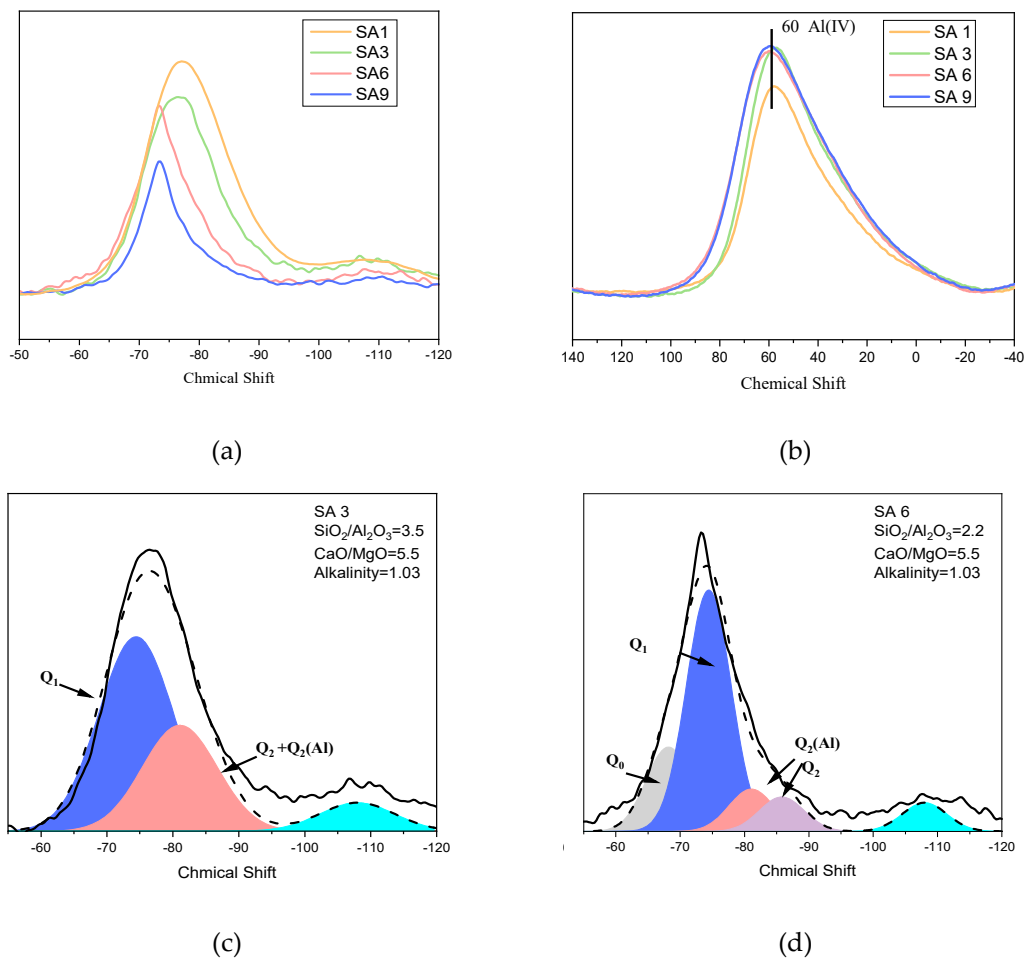 SA1
SA3
SA6
SA9
-50 -60 -70 -80 -90 -100 -110 -120
Chmical Shift
(a)
60 Al(IV)
SA 1
SA 3
SA 6
SA 9
140 120 100 80 60 40 20 0 -20 -40
Chemical Shift
(b)
SA 3
SiO₂/Al₂O₃=3.5
CaO/MgO=5.5
Alkalinity=1.03
Q₁
Q₂ +Q₂(Al)
-60 -70 -80 -90 -100 -110 -120
Chmical Shift
(c)
SA 6
SiO₂/Al₂O₃=2.2
CaO/MgO=5.5
Alkalinity=1.03
Q₁
Q₂(Al)
Q₂
Q₀
-60 -70 -80 -90 -100 -110 -120
Chmical Shift
(d)